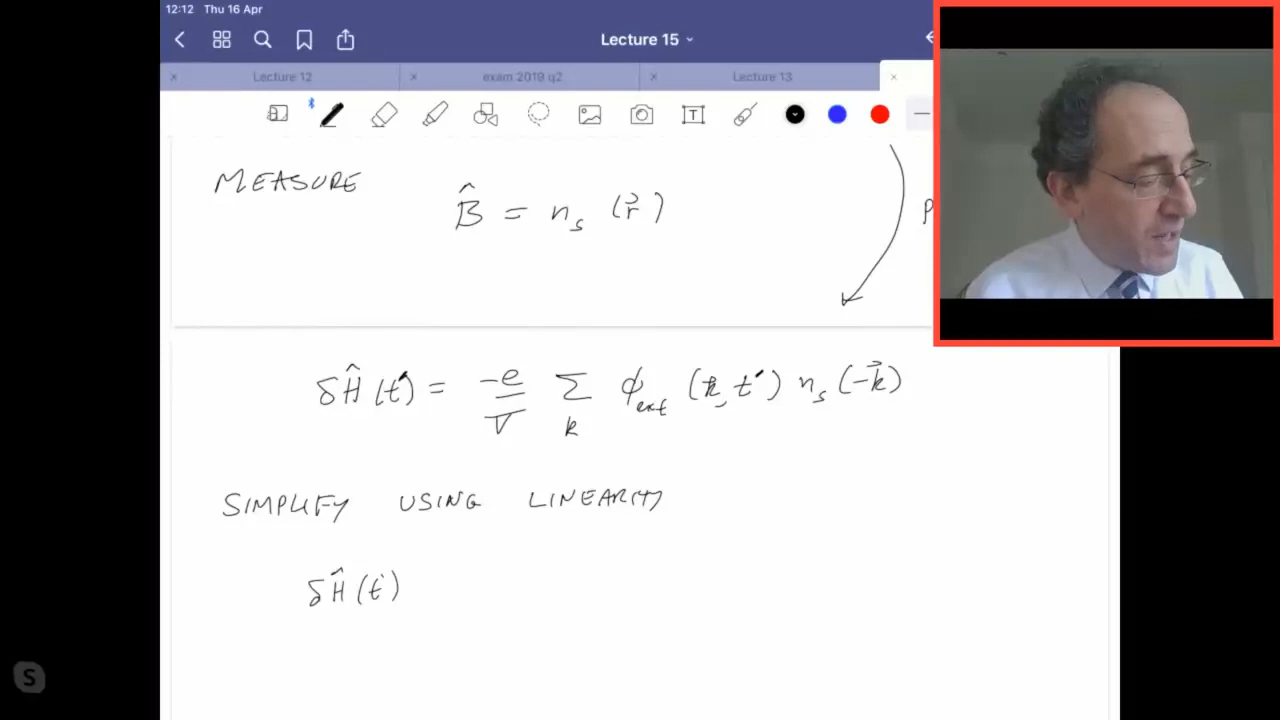 12:12 Thu 16 Apr
Lecture 15
Lecture 12
exam 2019 q2
Lecture 13
T
MEASURE
B̂ = n_s (r⃗)
P
δĤ(t') = -e/V ∑_k ϕ_ext (k, t') n_s(-k⃗)
SIMPLIFY USING LINEARITY
δĤ(t')
S